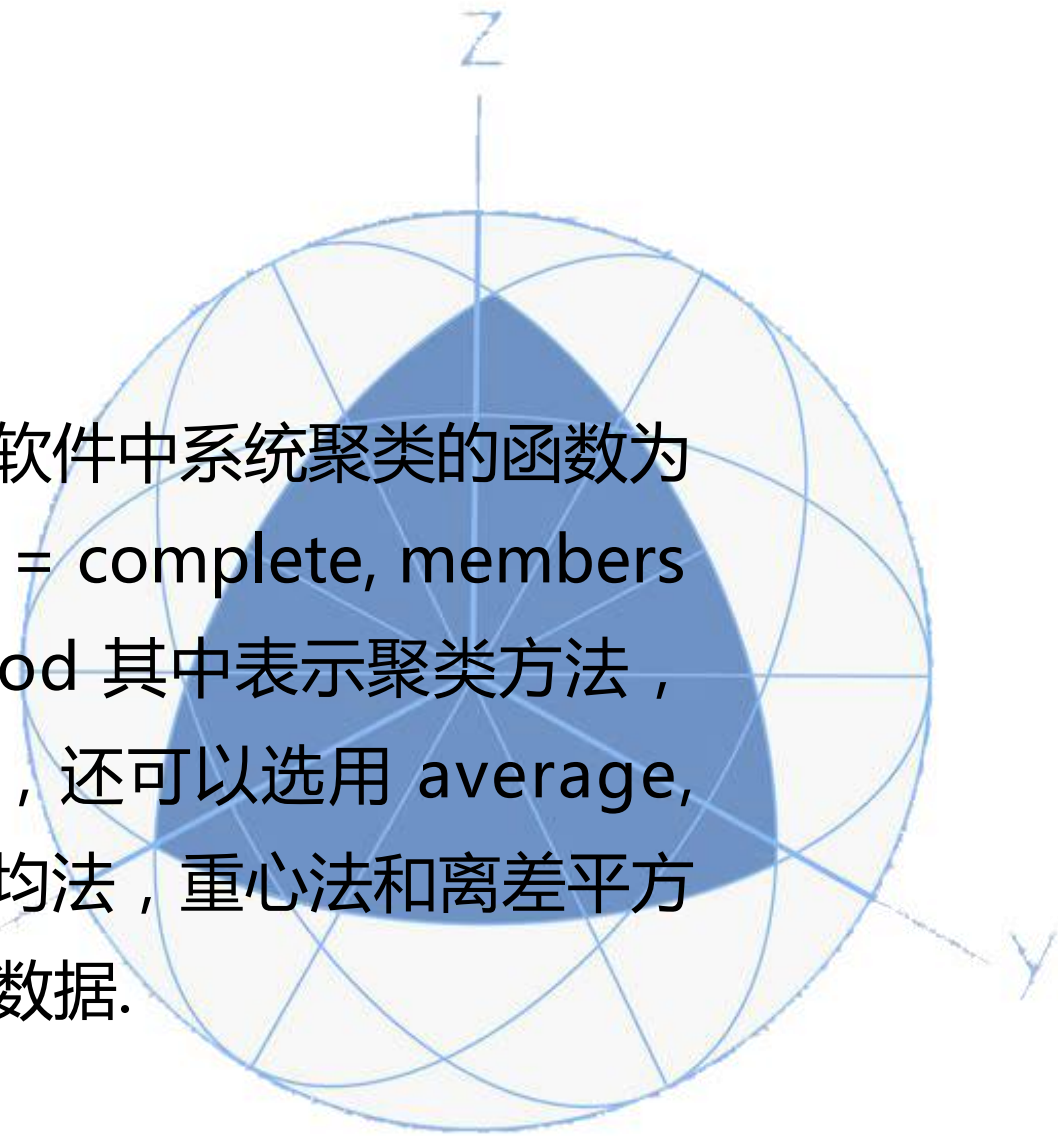 Z
软件中系统聚类的函数为
= complete, members
od 其中表示聚类方法，
，还可以选用 average,
均法，重心法和离差平方
数据.
y